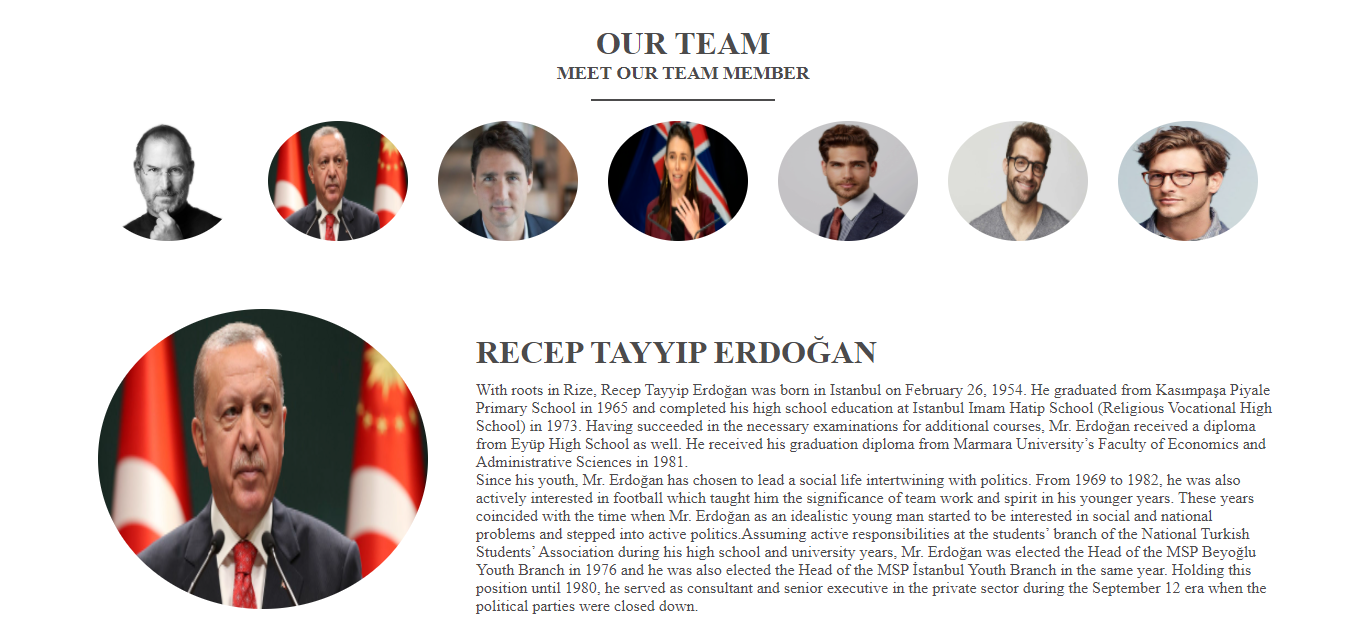 OUR TEAM
MEET OUR TEAM MEMBER
RECEP TAYYIP ERDOĞAN
With roots in Rize, Recep Tayyip Erdoğan was born in Istanbul on February 26, 1954. He graduated from Kasımpaşa Piyale
Primary School in 1965 and completed his high school education at Istanbul Imam Hatip School (Religious Vocational High
School) in 1973. Having succeeded in the necessary examinations for additional courses, Mr. Erdoğan received a diploma
from Eyüp High School as well. He received his graduation diploma from Marmara University’s Faculty of Economics and
Administrative Sciences in 1981.
Since his youth, Mr. Erdoğan has chosen to lead a social life intertwining with politics. From 1969 to 1982, he was also
actively interested in football which taught him the significance of team work and spirit in his younger years. These years
coincided with the time when Mr. Erdoğan as an idealistic young man started to be interested in social and national
problems and stepped into active politics.Assuming active responsibilities at the students’ branch of the National Turkish
Students’ Association during his high school and university years, Mr. Erdoğan was elected the Head of the MSP Beyoğlu
Youth Branch in 1976 and he was also elected the Head of the MSP İstanbul Youth Branch in the same year. Holding this
position until 1980, he served as consultant and senior executive in the private sector during the September 12 era when the
political parties were closed down.